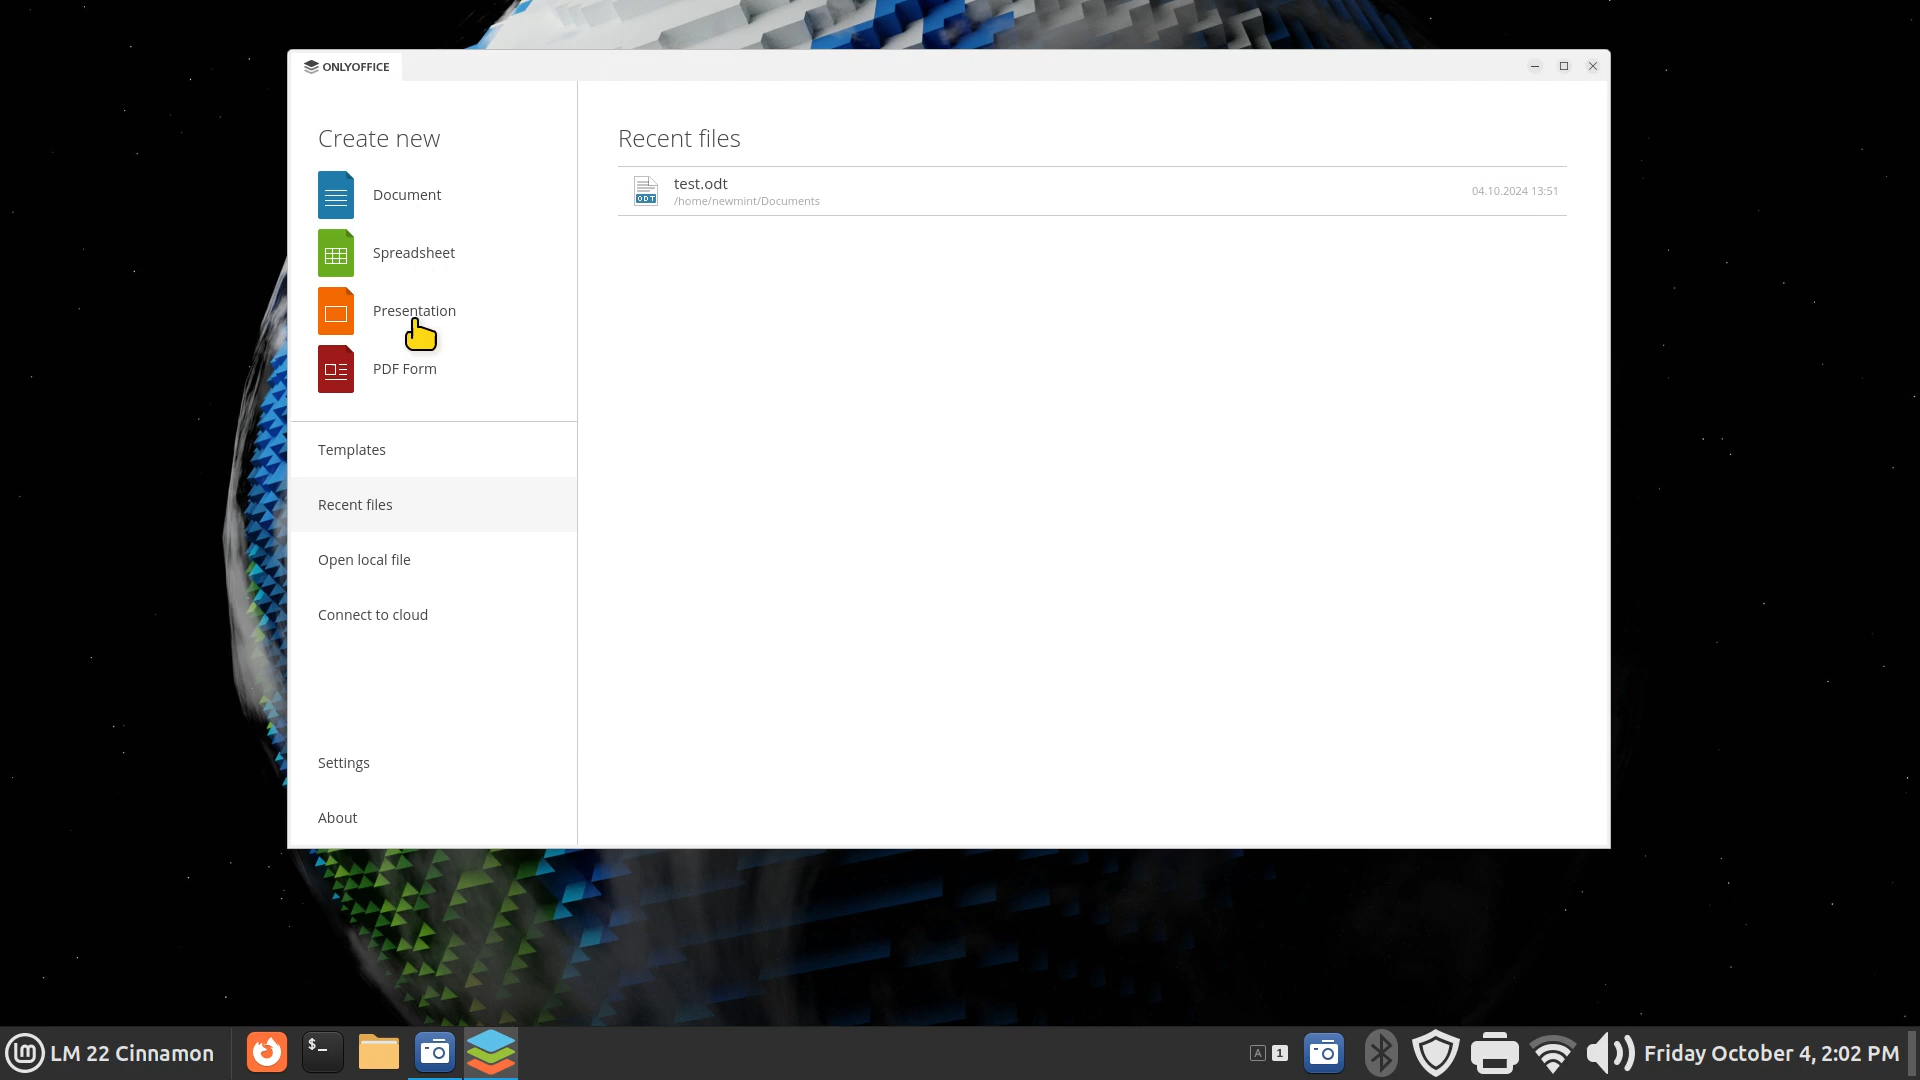 ONLYOFFICE
Create new
Document
Spreadsheet
Presentation
PDF Form
Templates
Recent files
Open local file
Connect to cloud
Settings
About
Recent files
test.odt
/home/newmint/Documents
04.10.2024 13:51
ODT
LM 22 Cinnamon
$_
A 1
Friday October 4, 2:02 PM